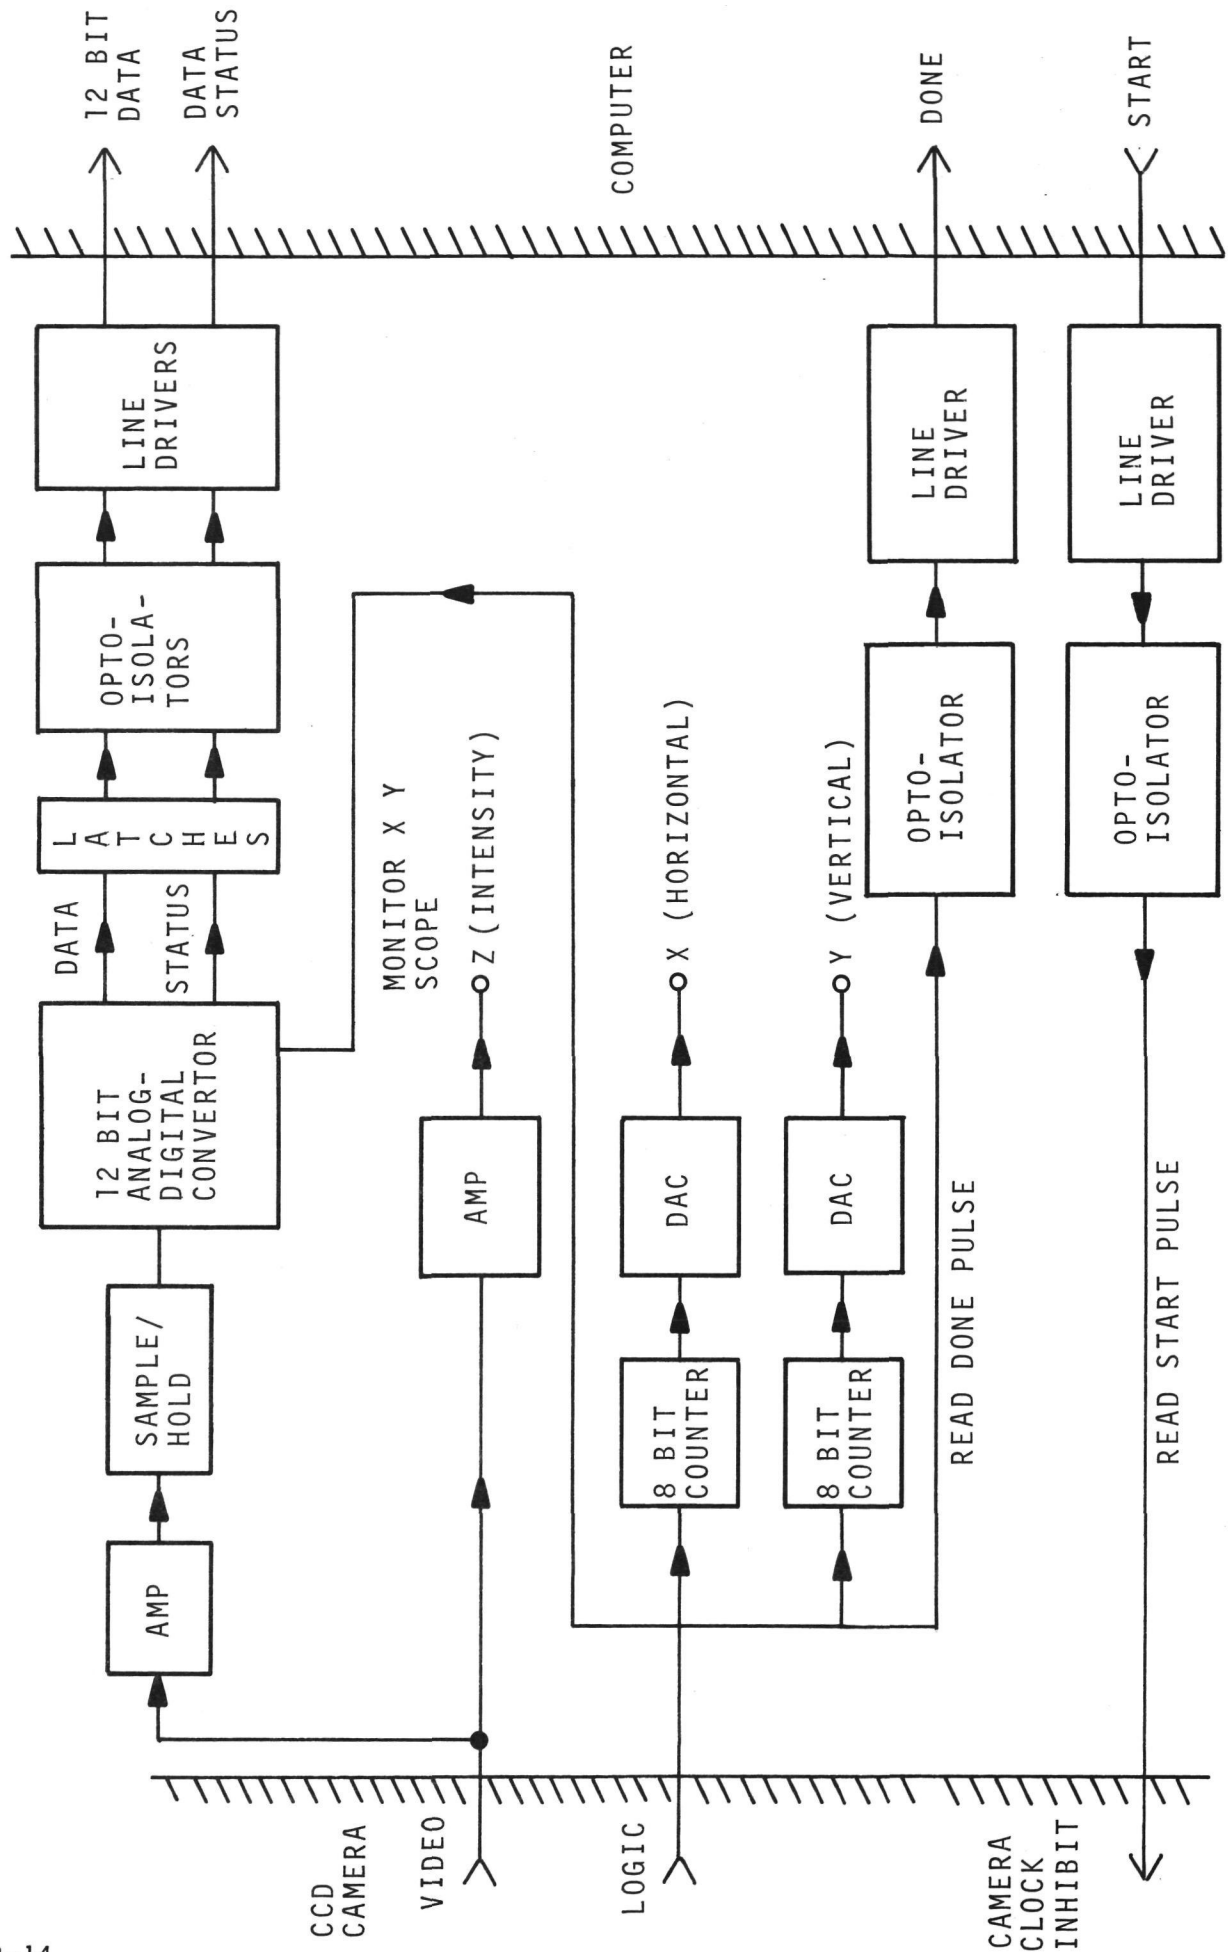 12 BIT
DATA
DATA
STATUS
COMPUTER
DONE
START
LINE
DRIVERS
LINE
DRIVER
LINE
DRIVER
OPTO-
ISOLA-
TORS
OPTO-
ISOLATOR
OPTO-
ISOLATOR
LATCHES
DATA
STATUS
12 BIT
ANALOG-
DIGITAL
CONVERTOR
MONITOR X Y
SCOPE
Z (INTENSITY)
X (HORIZONTAL)
Y (VERTICAL)
SAMPLE/
HOLD
AMP
AMP
DAC
DAC
8 BIT
COUNTER
8 BIT
COUNTER
READ DONE PULSE
READ START PULSE
CCD
CAMERA
VIDEO
LOGIC
CAMERA
CLOCK
INHIBIT